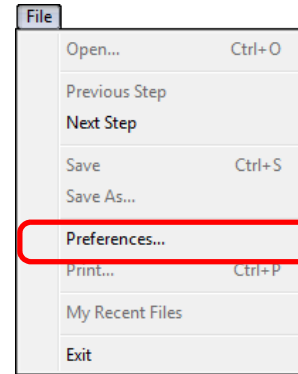 File
Open... Ctrl+O
Previous Step
Next Step
Save Ctrl+S
Save As...
Preferences...
Print... Ctrl+P
My Recent Files
Exit